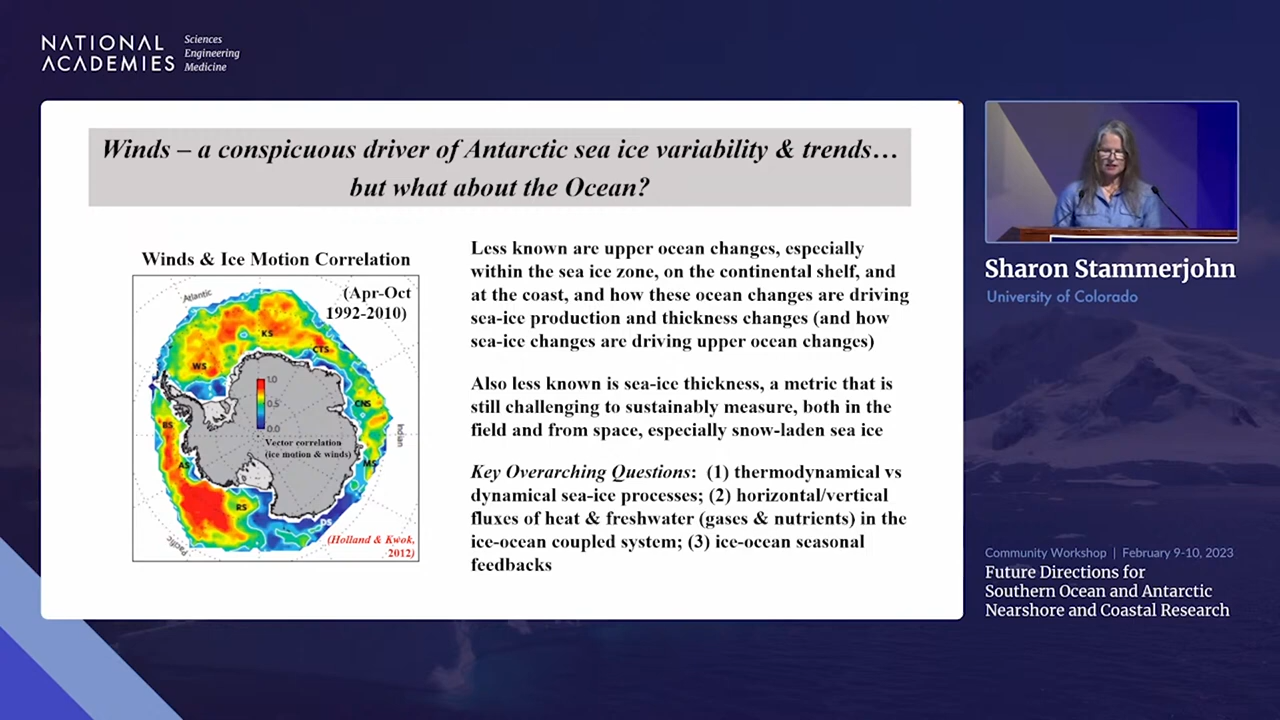 NATIONAL ACADEMIES
Sciences
Engineering
Medicine
Winds – a conspicuous driver of Antarctic sea ice variability & trends…
but what about the Ocean?
Winds & Ice Motion Correlation
(Apr-Oct
1992-2010)
Atlantic
KS
CTS
WS
1.0
0.5
0.0
CNS
BS
Indian
Vector correlation
(ice motion & winds)
AS
MS
RS
DS
Pacific
(Holland & Kwok,
2012)
Less known are upper ocean changes, especially
within the sea ice zone, on the continental shelf, and
at the coast, and how these ocean changes are driving
sea-ice production and thickness changes (and how
sea-ice changes are driving upper ocean changes)
Also less known is sea-ice thickness, a metric that is
still challenging to sustainably measure, both in the
field and from space, especially snow-laden sea ice
Key Overarching Questions: (1) thermodynamical vs
dynamical sea-ice processes; (2) horizontal/vertical
fluxes of heat & freshwater (gases & nutrients) in the
ice-ocean coupled system; (3) ice-ocean seasonal
feedbacks
Sharon Stammerjohn
University of Colorado
Community Workshop | February 9-10, 2023
Future Directions for
Southern Ocean and Antarctic
Nearshore and Coastal Research